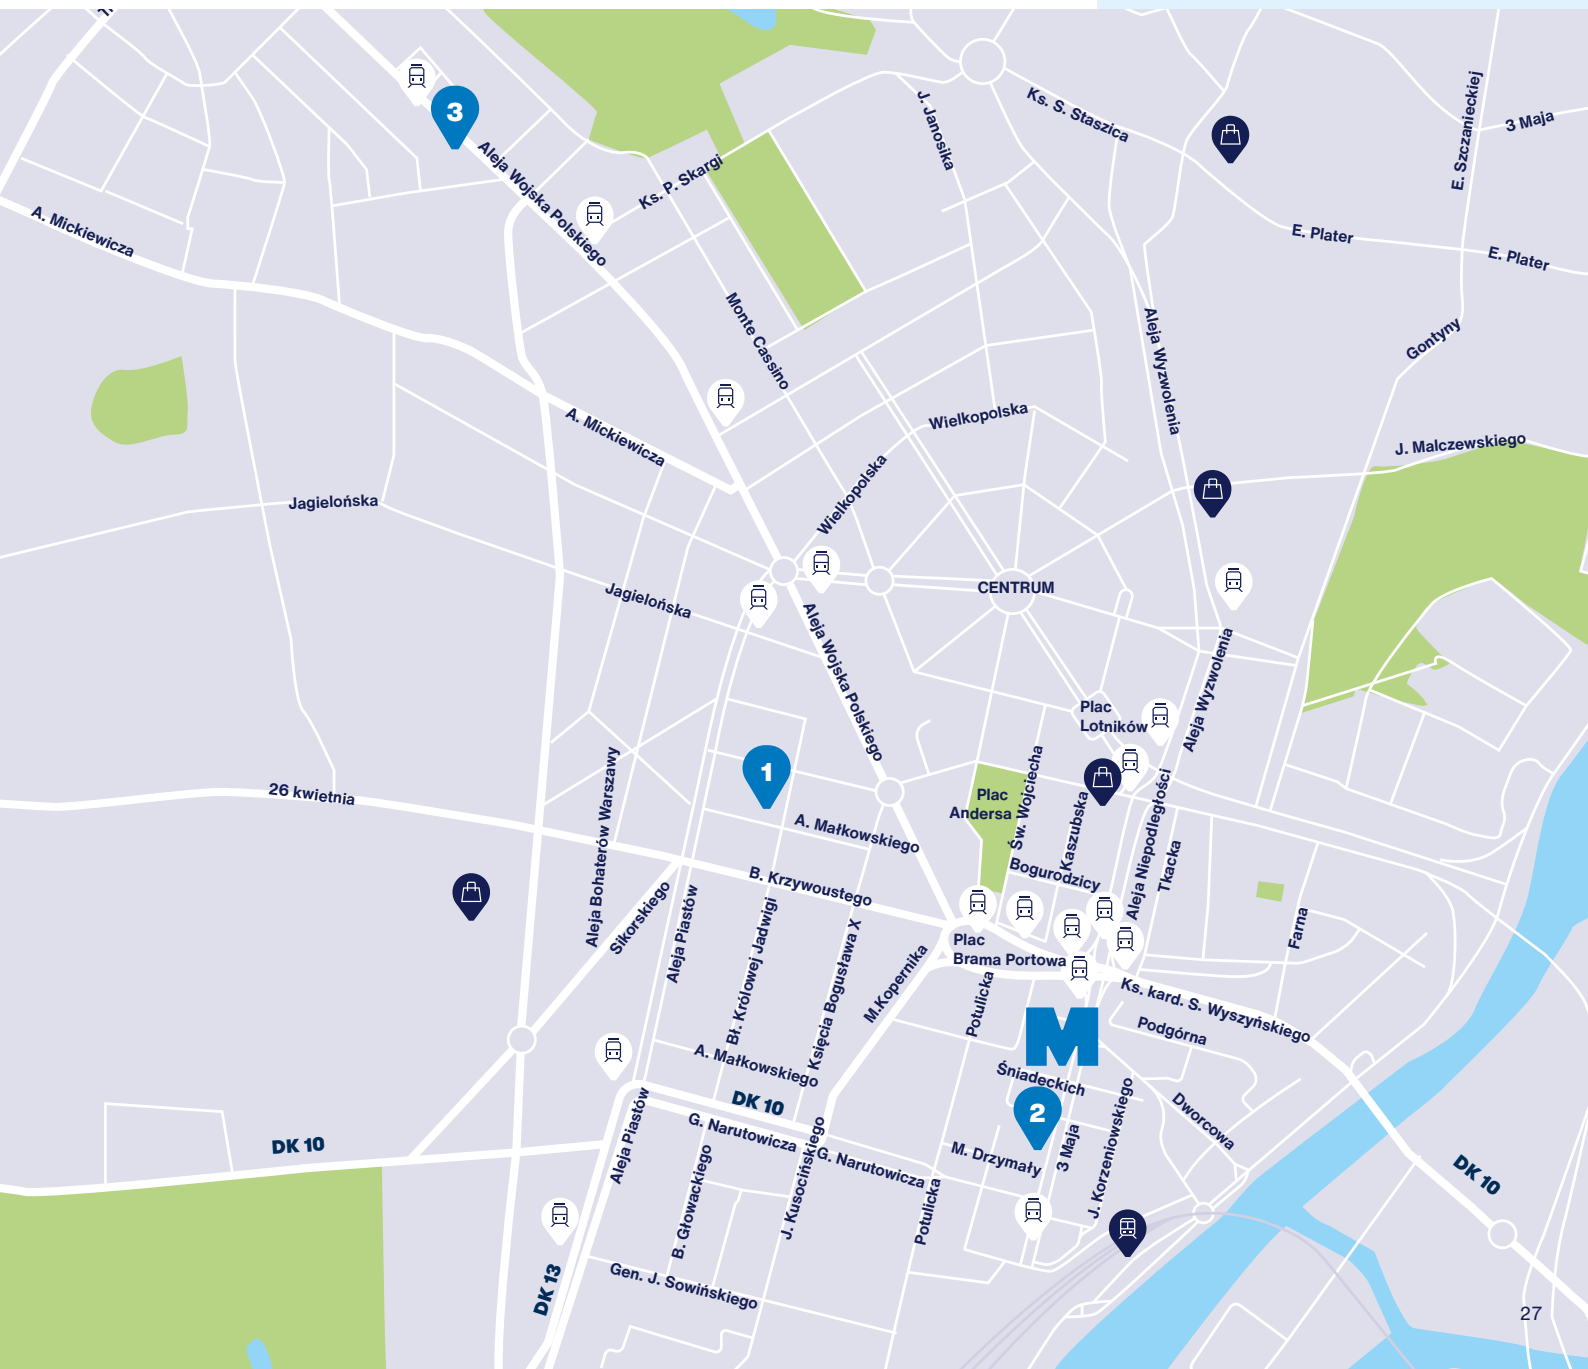 3
Aleja Wojska Polskiego
Ks. P. Skargi
J. Janosika
Ks. S. Staszica
E. Szczanieckiej
3 Maja
A. Mickiewicza
E. Plater
E. Plater
Monte Cassino
Aleja Wyzwolenia
Gontyny
A. Mickiewicza
Wielkopolska
J. Malczewskiego
Jagielońska
Wielkopolska
Jagielońska
CENTRUM
Aleja Wojska Polskiego
Aleja Wyzwolenia
Plac
Lotników
1
26 kwietnia
Aleja Bohaterów Warszawy
A. Małkowskiego
Plac
Andersa
Św. Wojciecha
Kaszubska
Aleja Niepodległości
Tkacka
Bogurodzicy
B. Krzywoustego
Sikorskiego
Aleja Piastów
Bł. Królowej Jadwigi
Księcia Bogusława X
M.Kopernika
Plac
Brama Portowa
Farna
Potulicka
Ks. kard. S. Wyszyńskiego
Podgórna
M
A. Małkowskiego
Śniadeckich
DK 10
2
Dworcowa
G. Narutowicza
G. Narutowicza
DK 10
Aleja Piastów
B. Głowackiego
J. Kusocińskiego
M. Drzymały
3 Maja
J. Korzeniowskiego
Potulicka
DK 10
DK 13
Gen. J. Sowińskiego
27